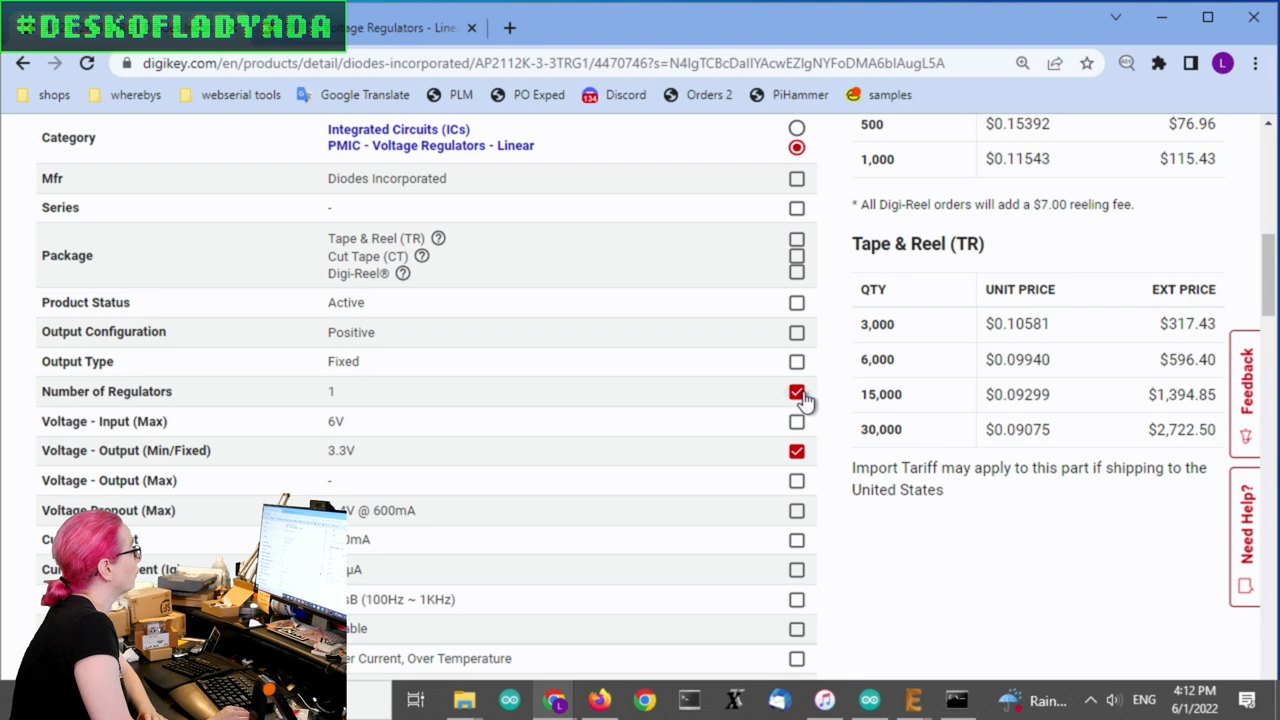 #DESKOFLADYADA
ltage Regulators - Line
digikey.com/en/products/detail/diodes-incorporated/AP2112K-3-3TRG1/4470746?s=N4IgTCBcDaIIYAcwEZIgNYFoDMA6bIAugL5A
L
shops
wherebys
webserial tools
Google Translate
PLM
PO Exped
134
Discord
Orders 2
PiHammer
samples
Category
Integrated Circuits (ICs)
PMIC - Voltage Regulators - Linear
Mfr
Diodes Incorporated
Series
-
Package
Tape & Reel (TR)
Cut Tape (CT)
Digi-Reel®
Product Status
Active
Output Configuration
Positive
Output Type
Fixed
Number of Regulators
1
Voltage - Input (Max)
6V
Voltage - Output (Min/Fixed)
3.3V
Voltage - Output (Max)
-
Voltage Dropout (Max)
4V @ 600mA
0mA
µA
B (100Hz ~ 1KHz)
able
er Current, Over Temperature
500
$0.15392
$76.96
1,000
$0.11543
$115.43
* All Digi-Reel orders will add a $7.00 reeling fee.
Tape & Reel (TR)
QTY
UNIT PRICE
EXT PRICE
3,000
$0.10581
$317.43
6,000
$0.09940
$596.40
15,000
$0.09299
$1,394.85
30,000
$0.09075
$2,722.50
Import Tariff may apply to this part if shipping to the
United States
Feedback
Need Help?
Rain...
ENG
4:12 PM
6/1/2022